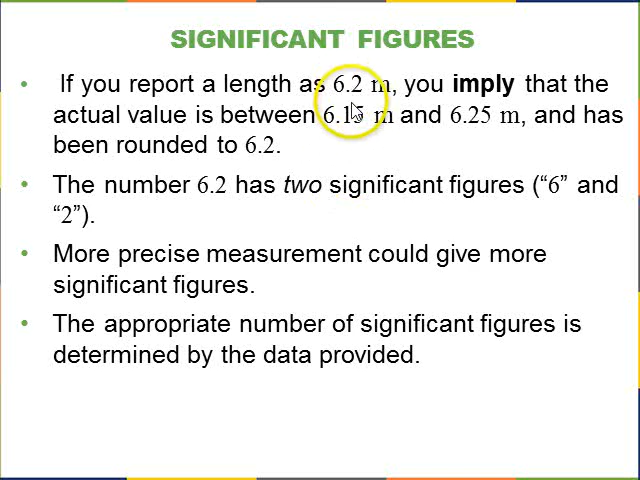 SIGNIFICANT FIGURES
• If you report a length as 6.2 m, you imply that the
actual value is between 6.15 m and 6.25 m, and has
been rounded to 6.2.
• The number 6.2 has two significant figures (“6” and
“2”).
• More precise measurement could give more
significant figures.
• The appropriate number of significant figures is
determined by the data provided.